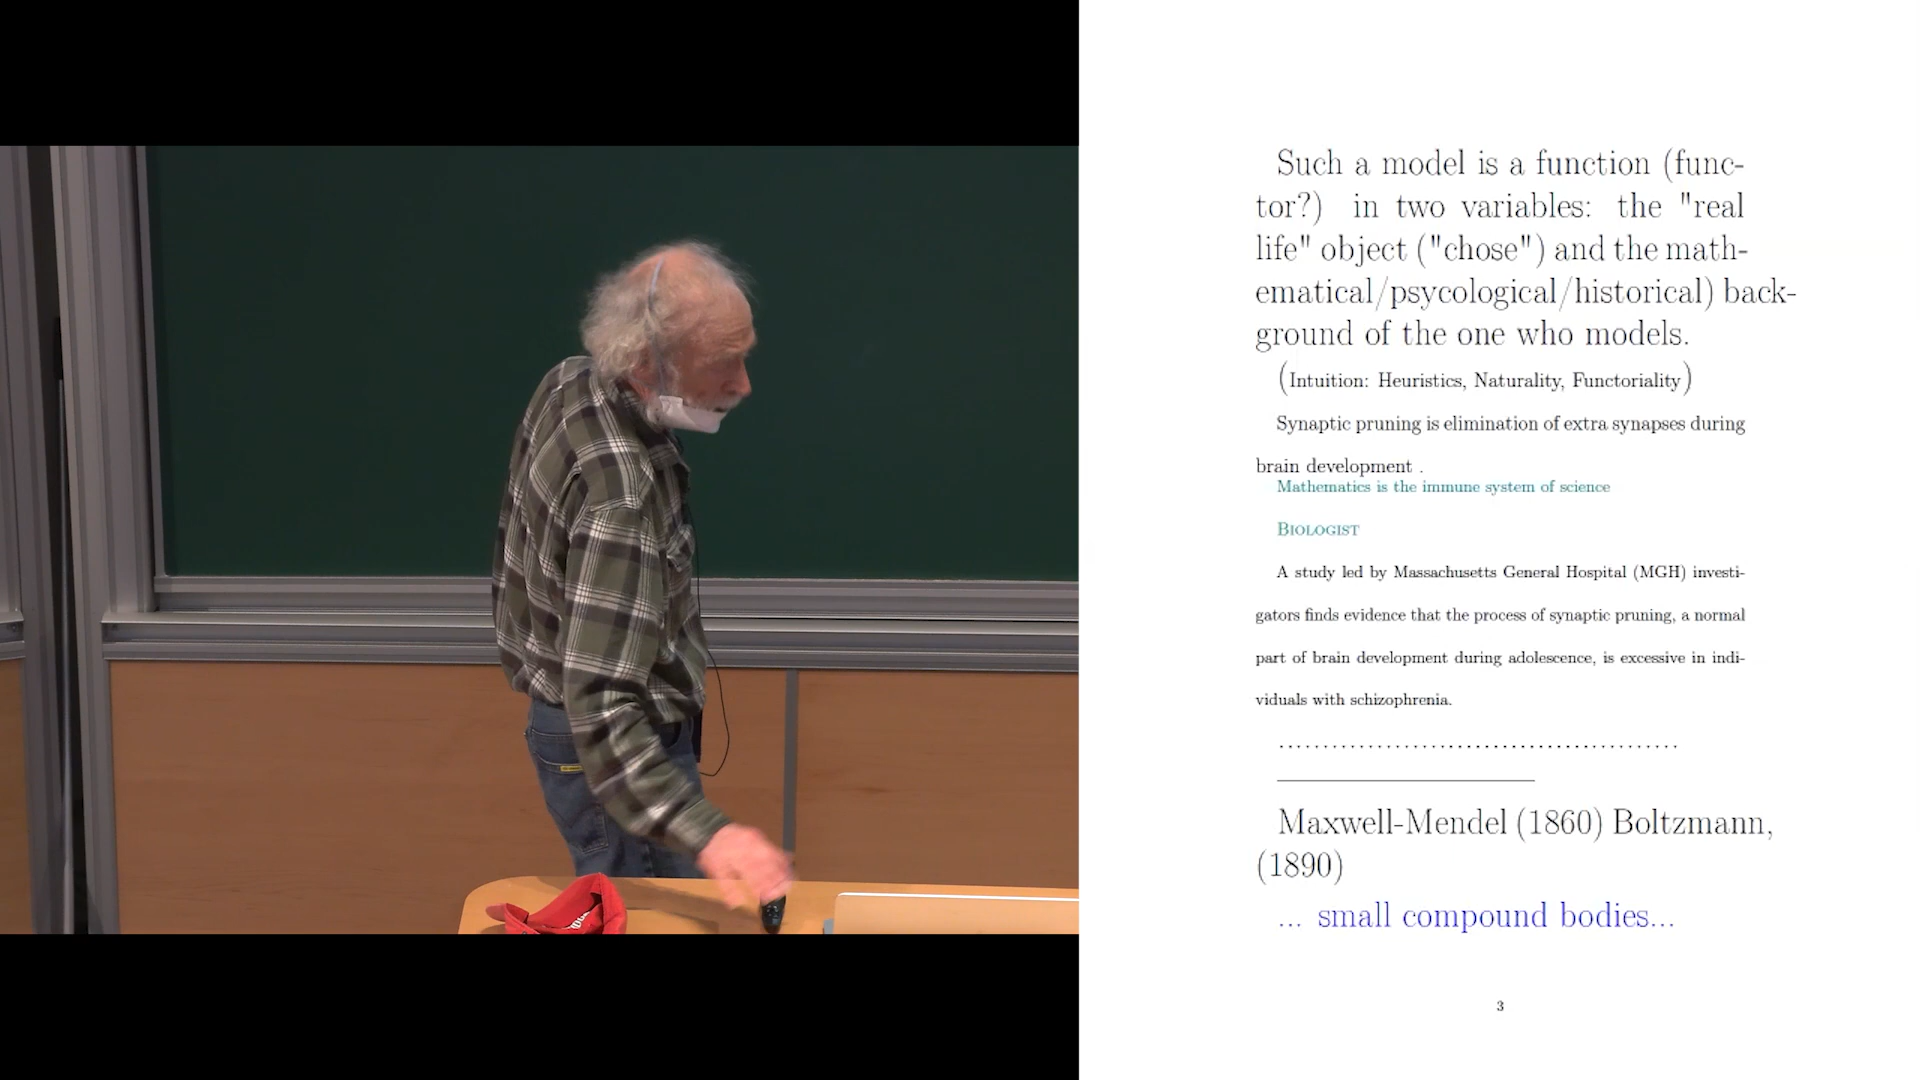 Such a model is a function (func-
tor?) in two variables: the "real
life" object ("chose") and the math-
ematical/psycological/historical) back-
ground of the one who models.
(Intuition: Heuristics, Naturality, Functoriality)
Synaptic pruning is elimination of extra synapses during
brain development .
Mathematics is the immune system of science
BIOLOGIST
A study led by Massachusetts General Hospital (MGH) investi-
gators finds evidence that the process of synaptic pruning, a normal
part of brain development during adolescence, is excessive in indi-
viduals with schizophrenia.
.............................................
Maxwell-Mendel (1860) Boltzmann,
(1890)
... small compound bodies...
3